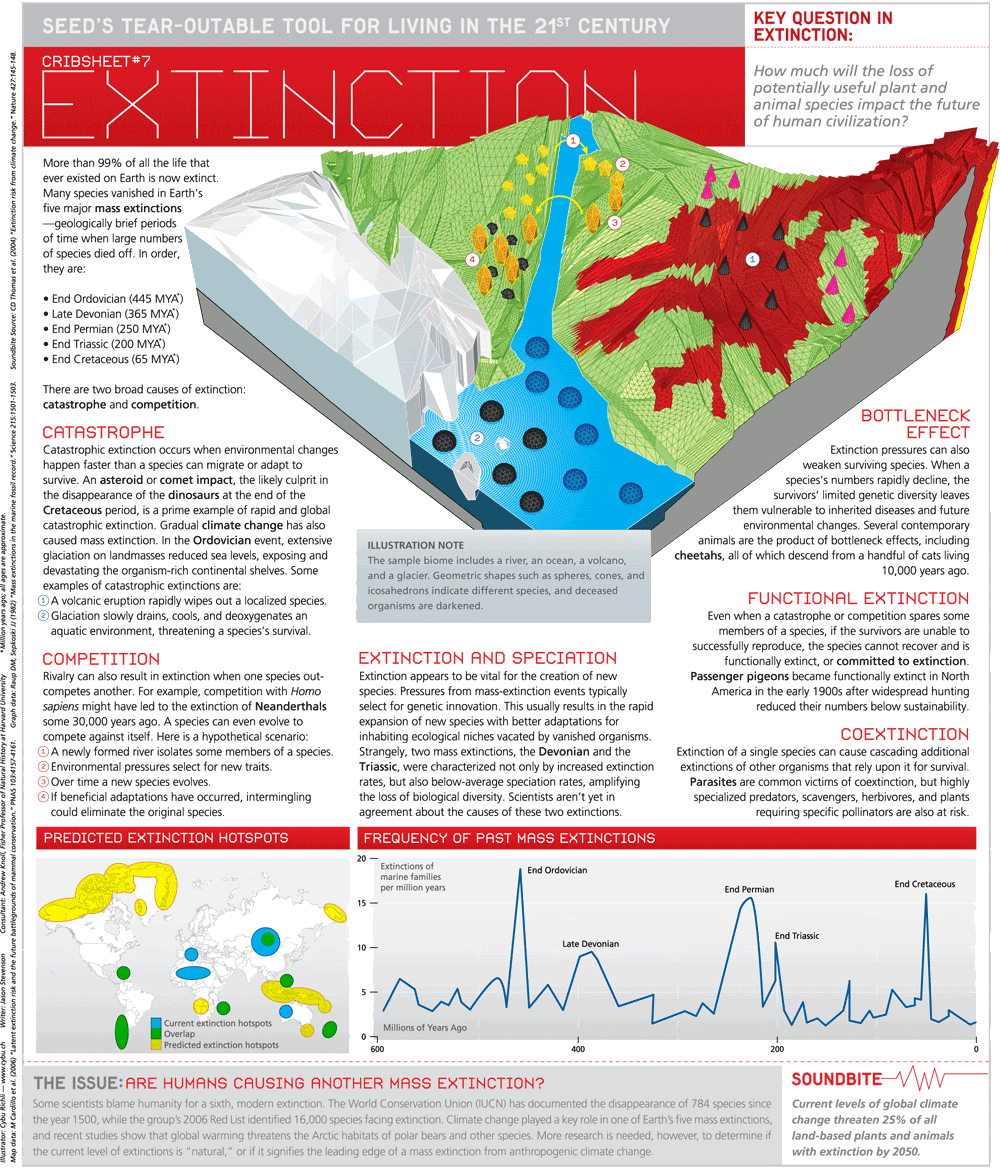 SEED'S TEAR-OUTABLE TOOL FOR LIVING IN THE 21ST CENTURY
CRIBSHEET#7
EXTINCTION
KEY QUESTION IN
EXTINCTION:
How much will the loss of
potentially useful plant and
animal species impact the future
of human civilization?
More than 99% of all the life that
ever existed on Earth is now extinct.
Many species vanished in Earth's
five major mass extinctions
—geologically brief periods
of time when large numbers
of species died off. In order,
they are:
• End Ordovician (445 MYA*)
• Late Devonian (365 MYA*)
• End Permian (250 MYA*)
• End Triassic (200 MYA*)
• End Cretaceous (65 MYA*)
There are two broad causes of extinction:
catastrophe and competition.
CATASTROPHE
Catastrophic extinction occurs when environmental changes
happen faster than a species can migrate or adapt to
survive. An asteroid or comet impact, the likely culprit in
the disappearance of the dinosaurs at the end of the
Cretaceous period, is a prime example of rapid and global
catastrophic extinction. Gradual climate change has also
caused mass extinction. In the Ordovician event, extensive
glaciation on landmasses reduced sea levels, exposing and
devastating the organism-rich continental shelves. Some
examples of catastrophic extinctions are:
1 A volcanic eruption rapidly wipes out a localized species.
2 Glaciation slowly drains, cools, and deoxygenates an
aquatic environment, threatening a species's survival.
COMPETITION
Rivalry can also result in extinction when one species out-
competes another. For example, competition with Homo
sapiens might have led to the extinction of Neanderthals
some 30,000 years ago. A species can even evolve to
compete against itself. Here is a hypothetical scenario:
1 A newly formed river isolates some members of a species.
2 Environmental pressures select for new traits.
3 Over time a new species evolves.
4 If beneficial adaptations have occurred, intermingling
could eliminate the original species.
1
2
3
4
1
2
ILLUSTRATION NOTE
The sample biome includes a river, an ocean, a volcano,
and a glacier. Geometric shapes such as spheres, cones, and
icosahedrons indicate different species, and deceased
organisms are darkened.
EXTINCTION AND SPECIATION
Extinction appears to be vital for the creation of new
species. Pressures from mass-extinction events typically
select for genetic innovation. This usually results in the rapid
expansion of new species with better adaptations for
inhabiting ecological niches vacated by vanished organisms.
Strangely, two mass extinctions, the Devonian and the
Triassic, were characterized not only by increased extinction
rates, but also below-average speciation rates, amplifying
the loss of biological diversity. Scientists aren't yet in
agreement about the causes of these two extinctions.
BOTTLENECK
EFFECT
Extinction pressures can also
weaken surviving species. When a
species's numbers rapidly decline, the
survivors' limited genetic diversity leaves
them vulnerable to inherited diseases and future
environmental changes. Several contemporary
animals are the product of bottleneck effects, including
cheetahs, all of which descend from a handful of cats living
10,000 years ago.
FUNCTIONAL EXTINCTION
Even when a catastrophe or competition spares some
members of a species, if the survivors are unable to
successfully reproduce, the species cannot recover and is
functionally extinct, or committed to extinction.
Passenger pigeons became functionally extinct in North
America in the early 1900s after widespread hunting
reduced their numbers below sustainability.
COEXTINCTION
Extinction of a single species can cause cascading additional
extinctions of other organisms that rely upon it for survival.
Parasites are common victims of coextinction, but highly
specialized predators, scavengers, herbivores, and plants
requiring specific pollinators are also at risk.
PREDICTED EXTINCTION HOTSPOTS
Current extinction hotspots
Overlap
Predicted extinction hotspots
FREQUENCY OF PAST MASS EXTINCTIONS
Extinctions of
marine families
per million years
20
15
10
5
0
End Ordovician
Late Devonian
End Permian
End Triassic
End Cretaceous
Millions of Years Ago
600
400
200
0
THE ISSUE: ARE HUMANS CAUSING ANOTHER MASS EXTINCTION?
Some scientists blame humanity for a sixth, modern extinction. The World Conservation Union (IUCN) has documented the disappearance of 784 species since
the year 1500, while the group's 2006 Red List identified 16,000 species facing extinction. Climate change played a key role in one of Earth's five mass extinctions,
and recent studies show that global warming threatens the Arctic habitats of polar bears and other species. More research is needed, however, to determine if
the current level of extinctions is "natural," or if it signifies the leading edge of a mass extinction from anthropogenic climate change.
SOUNDBITE
Current levels of global climate
change threaten 25% of all
land-based plants and animals
with extinction by 2050.
Illustrator: Cybu Richli — www.cybu.ch Writer: Jason Stevenson Consultant: Andrew Knoll, Fisher Professor of Natural History at Harvard University *Million years ago; all ages are approximate.
Map data: M Cardillo et al. (2006) "Latent extinction risk and the future battlegrounds of mammal conservation." PNAS 103:4157-4161. Graph data: Raup DM, Sepkoski JJ (1982) "Mass extinctions in the marine fossil record" Science 215:1501-1503. Soundbite Source: CD Thomas et al. (2004) "Extinction risk from climate change." Nature 427:145-148.